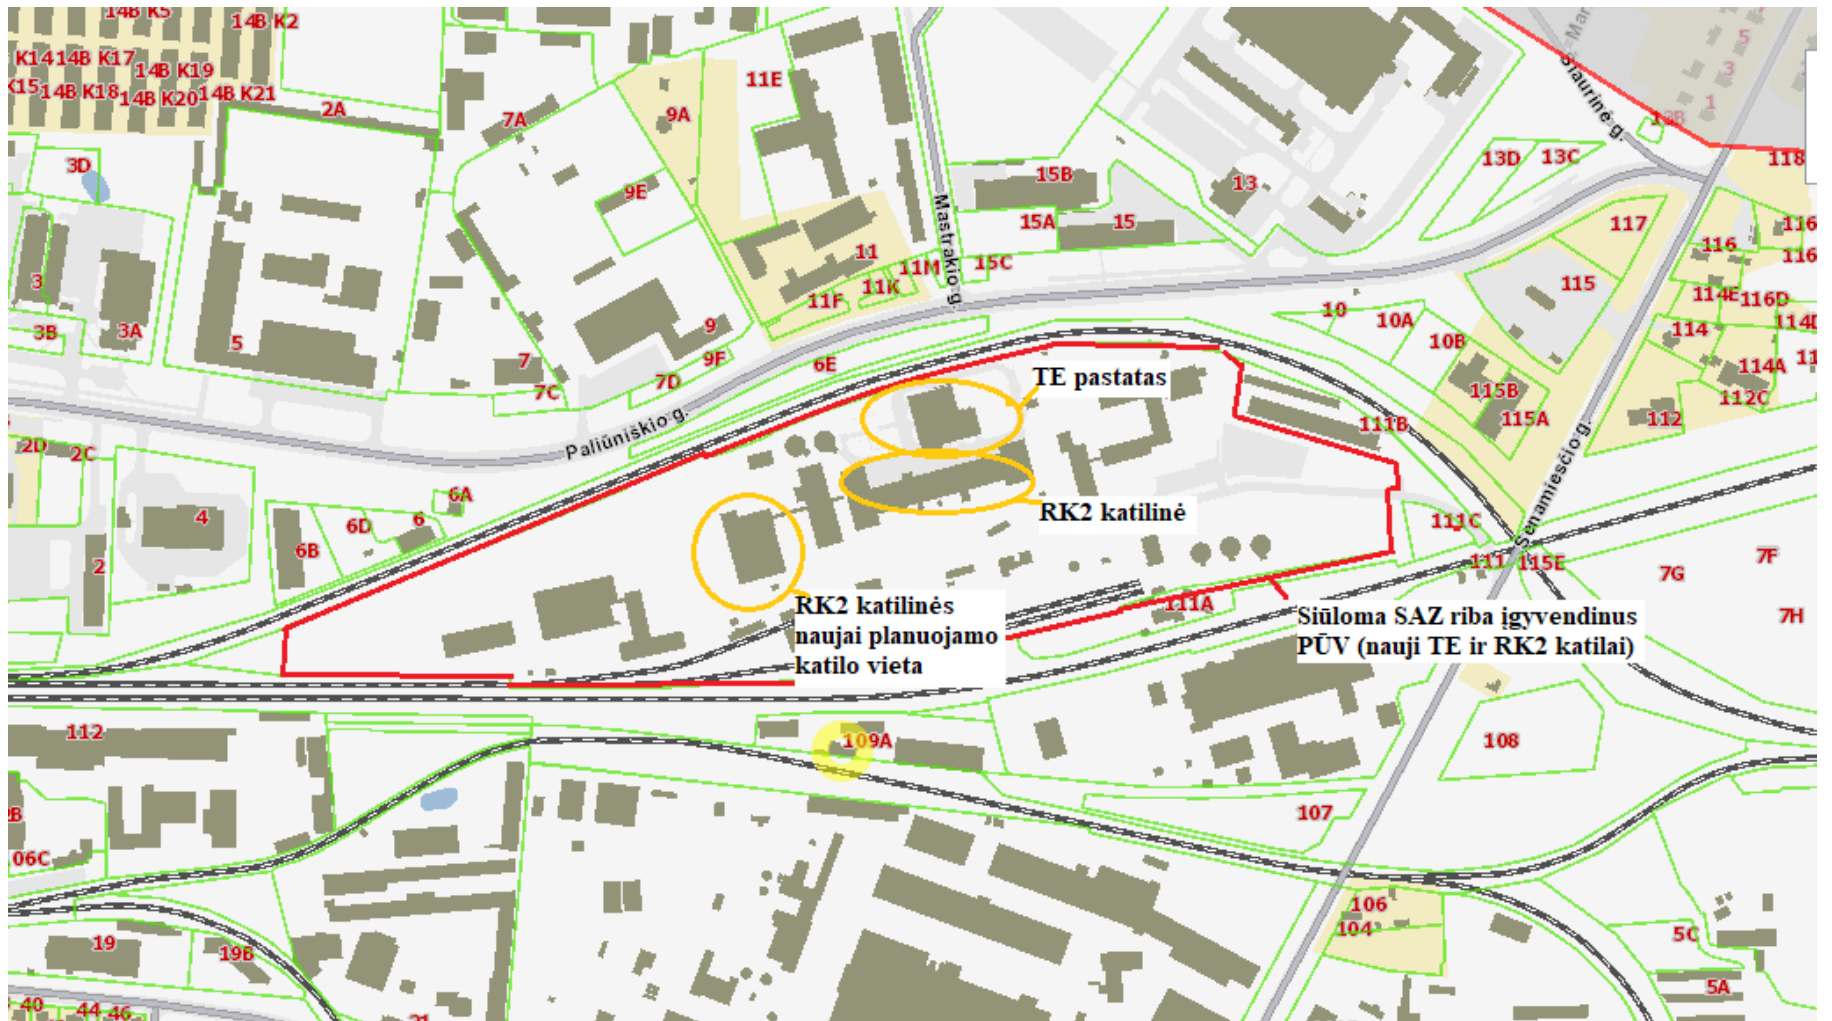 14B K5
14B K2
K14 14B K17
14B K19
K15 14B K18 14B K20 14B K21
2A
7A
9A
11E
3D
9E
15B
13
13D
13C
13B
Šiaurinė g.
5
3
1
118
117
116
116
116
15A
15
Mastrakio g.
11
11M
15C
11K
11F
3
3B
3A
5
7
7C
9
9F
7D
6E
10
10A
10B
115
114E
116D
114D
114
114A
11
112C
112
115B
115A
TE pastatas
111B
Paliūniškio g.
2D
2C
4
6A
6D
6
6B
2
RK2 katilinė
111C
Senamiesčio g.
111
115E
7F
7G
7H
RK2 katilinės
naujai planuojamo
katilo vieta
111A
Siūloma SAZ riba įgyvendinus
PŪV (nauji TE ir RK2 katilai)
112
109A
108
107
06C
106
104
5C
5A
19
19B
40
44
46
21